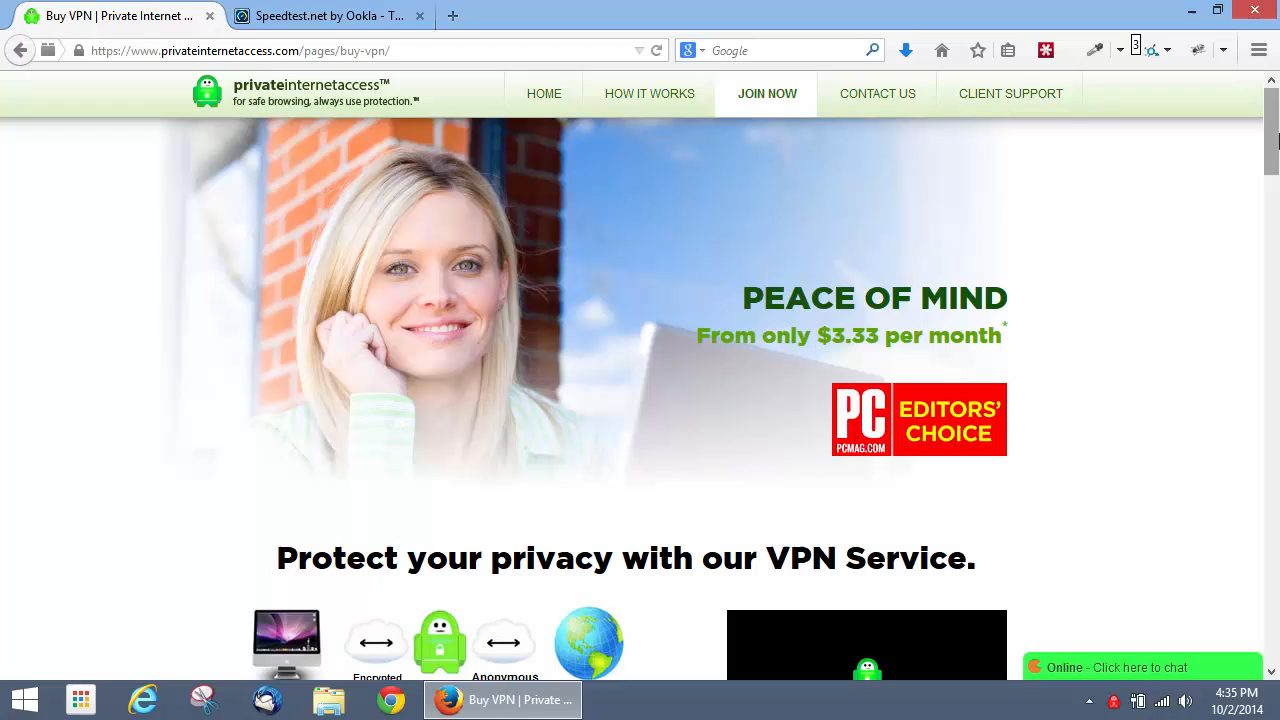 Buy VPN | Private Internet ...
Speedtest.net by Ookla - T...
https://www.privateinternetaccess.com/pages/buy-vpn/
Google
3
privateinternetaccess™
for safe browsing, always use protection.™
HOME
HOW IT WORKS
JOIN NOW
CONTACT US
CLIENT SUPPORT
PEACE OF MIND
From only $3.33 per month*
PC
PCMAG.COM
EDITORS'
CHOICE
Protect your privacy with our VPN Service.
Encrypted
Anonymous
Online - Click here to chat
Buy VPN | Private ...
4:35 PM
10/2/2014